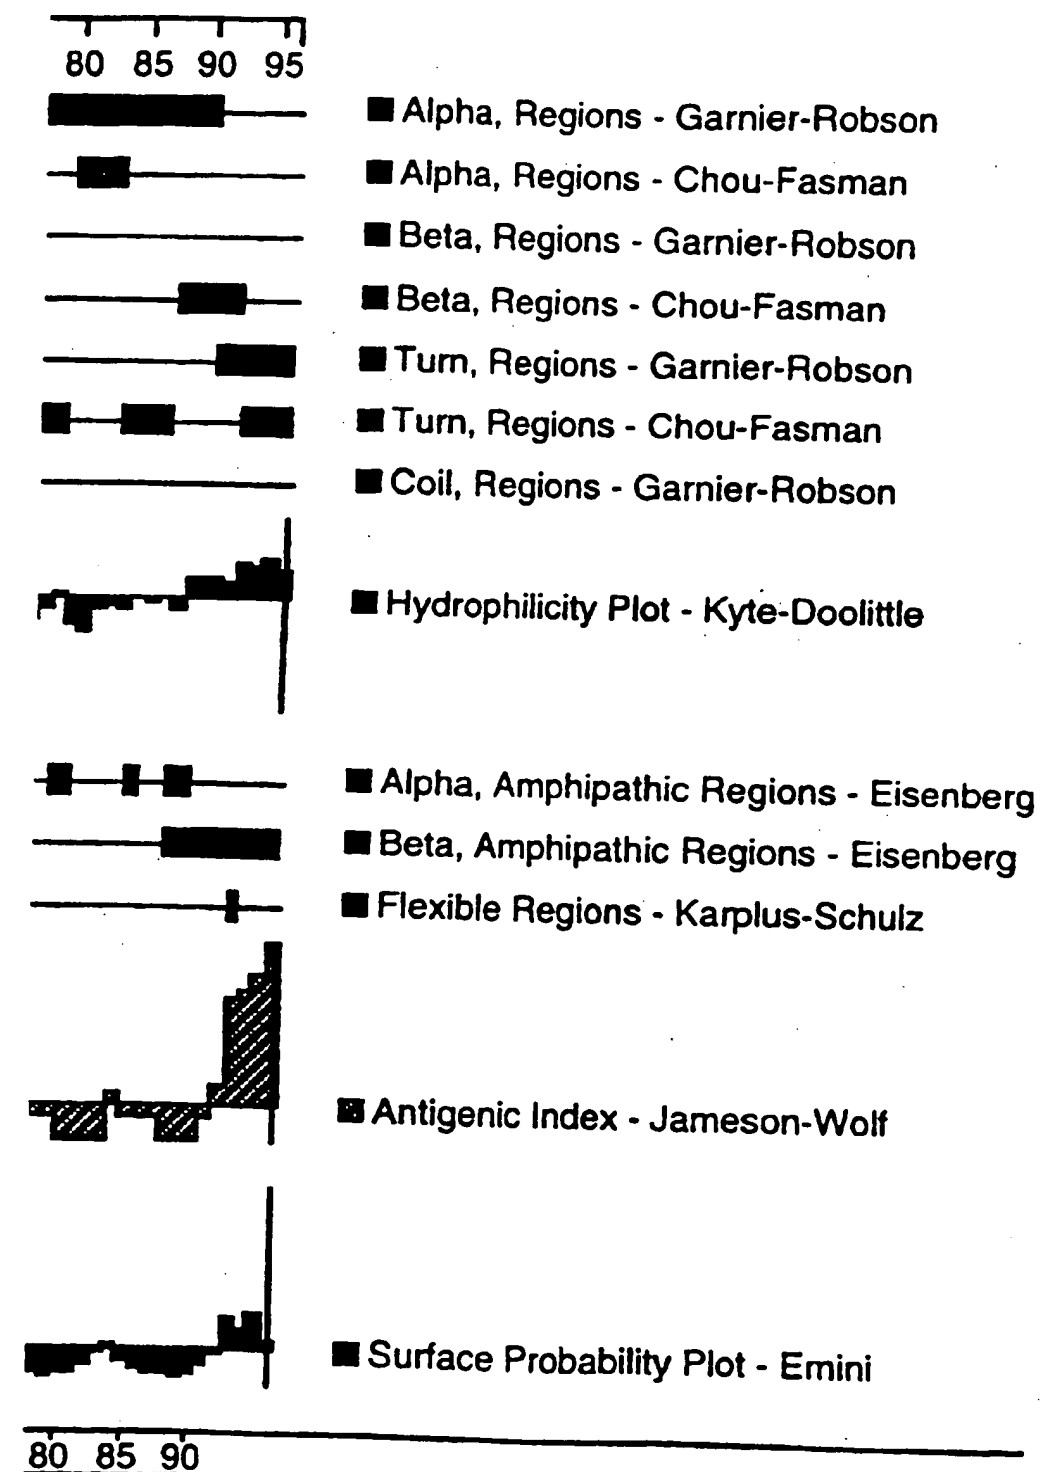 80 85 90 95
Alpha, Regions - Garnier-Robson
Alpha, Regions - Chou-Fasman
Beta, Regions - Garnier-Robson
Beta, Regions - Chou-Fasman
Turn, Regions - Garnier-Robson
Turn, Regions - Chou-Fasman
Coil, Regions - Garnier-Robson
Hydrophilicity Plot - Kyte-Doolittle
Alpha, Amphipathic Regions - Eisenberg
Beta, Amphipathic Regions - Eisenberg
Flexible Regions - Karplus-Schulz
Antigenic Index - Jameson-Wolf
Surface Probability Plot - Emini
80 85 90